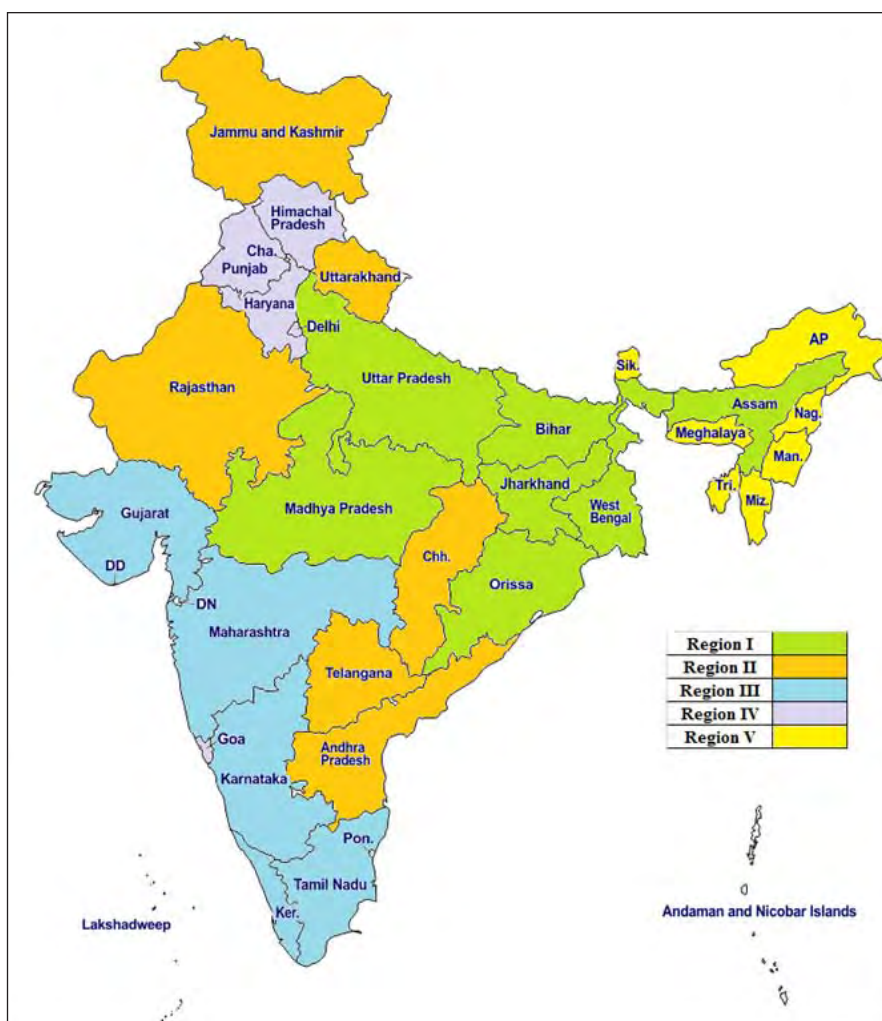 Jammu and Kashmir
Himachal
Pradesh
Cha.
Punjab
Uttarakhand
Haryana
Delhi
Rajasthan
Uttar Pradesh
Sik.
AP
Assam
Nag.
Bihar
Meghalaya
Man.
Jharkhand
Tri.
Miz.
Gujarat
Madhya Pradesh
West
Bengal
Chh.
DD
Orissa
DN
Maharashtra
Telangana
Goa
Andhra
Pradesh
Karnataka
Pon.
Tamil Nadu
Ker.
Lakshadweep
Andaman and Nicobar Islands
Region I
Region II
Region III
Region IV
Region V